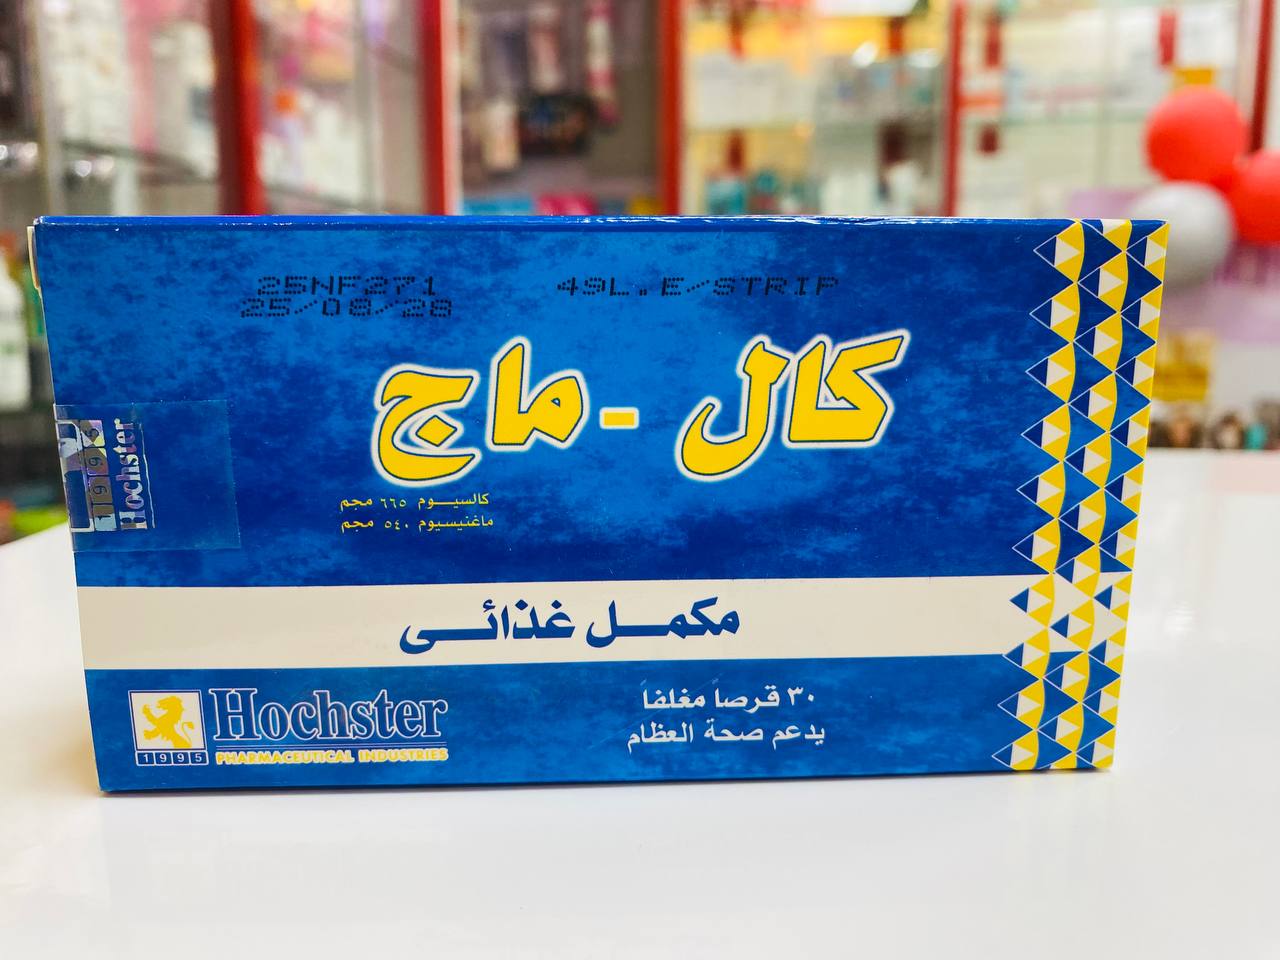 25NF271 49L.E/STRIP
25/08/28
كال - ماج
كالسيوم ٦٦٥ مجم
ماغنيسيوم ٥٤٠ مجم
1995
Hochster
مكمل غذائى
Hochster
1995 PHARMACEUTICAL INDUSTRIES
٣٠ قرصاً مغلفاً
يدعم صحة العظام